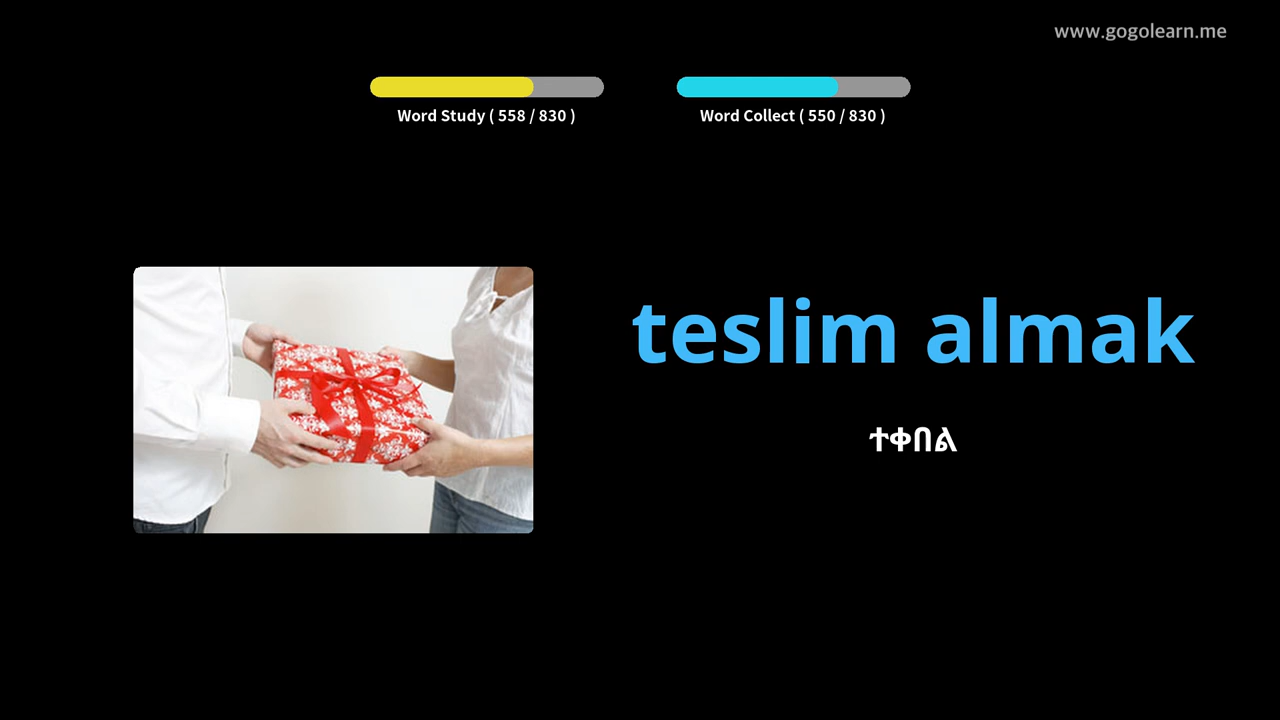 www.gogolearn.me
Word Study ( 558 / 830 )
Word Collect ( 550 / 830 )
teslim almak
ተቀበል